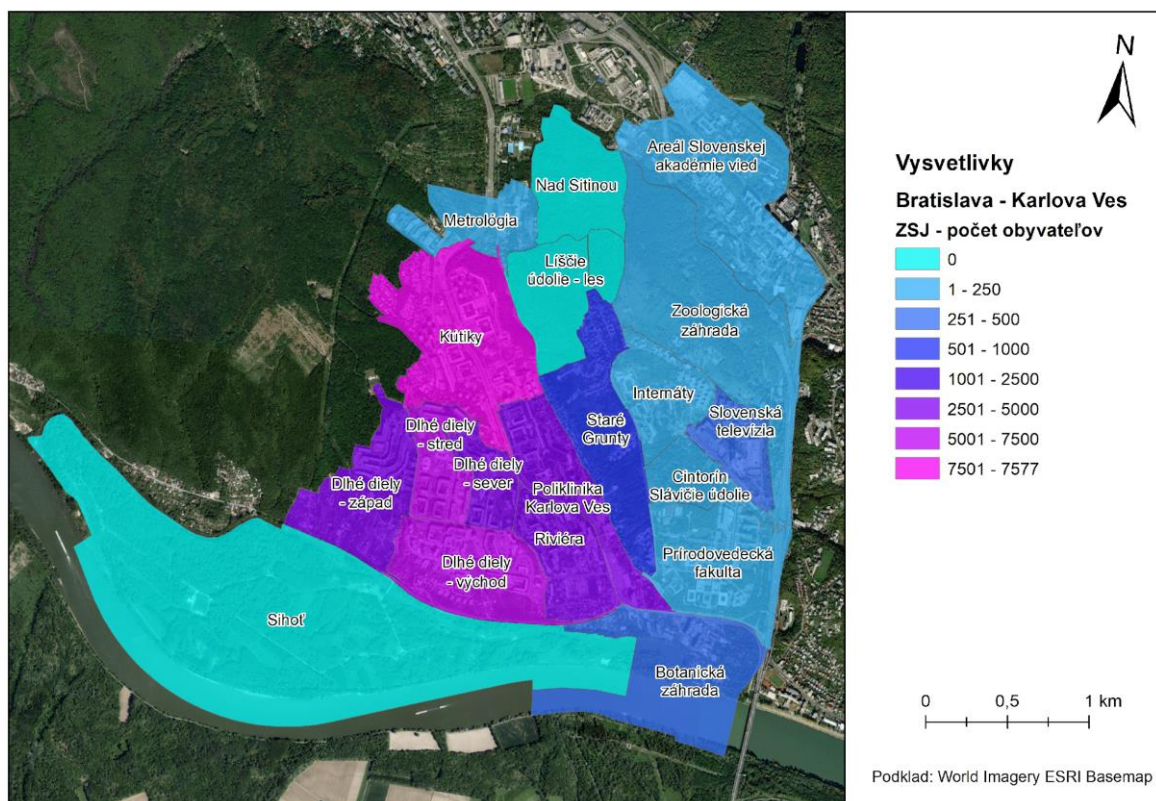 N
Vysvetlivky
Bratislava - Karlova Ves
ZSJ - počet obyvateľov
0
1 - 250
251 - 500
501 - 1000
1001 - 2500
2501 - 5000
5001 - 7500
7501 - 7577
Areál Slovenskej
akadémie vied
Nad Sitinou
Metrológia
Líščie
údolie - les
Zoologická
záhrada
Kútiky
Internáty
Slovenská
televízia
Staré
Grunty
Dlhé diely
- stred
Dlhé diely
- sever
Dlhé diely
- západ
Poliklinika
Karlova Ves
Cintorín
Slávičie údolie
Riviéra
Prírodovedecká
fakulta
Dlhé diely
- východ
Sihoť
Botanická
záhrada
0 0,5 1 km
Podklad: World Imagery ESRI Basemap